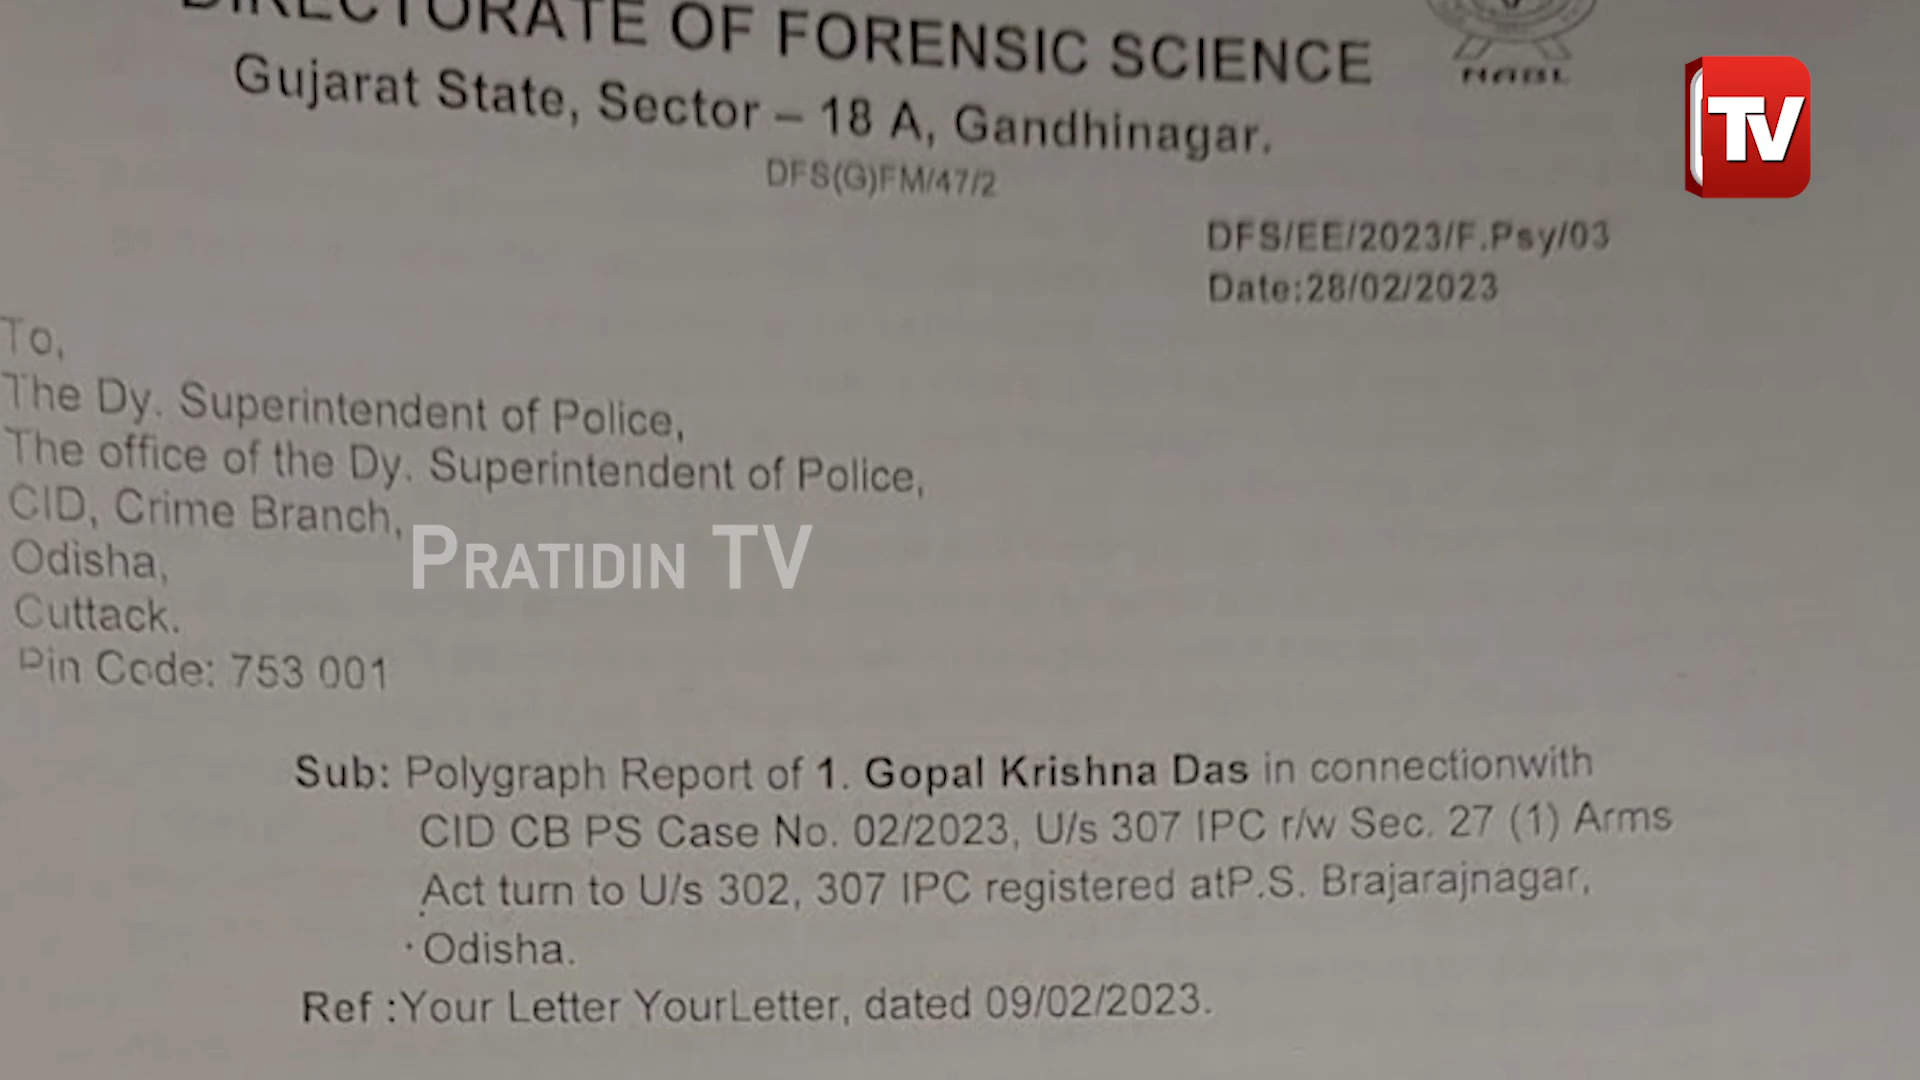 DIRECTORATE OF FORENSIC SCIENCE
NABL
Gujarat State, Sector – 18 A, Gandhinagar.
TV
DFS(G)FM/47/2
DFS/EE/2023/F.Psy/03
Date:28/02/2023
To,
The Dy. Superintendent of Police,
The office of the Dy. Superintendent of Police,
CID, Crime Branch,
PRATIDIN TV
Odisha,
Cuttack.
Pin Code: 753 001
Sub: Polygraph Report of 1. Gopal Krishna Das in connectionwith
CID CB PS Case No. 02/2023, U/s 307 IPC r/w Sec. 27 (1) Arms
Act turn to U/s 302, 307 IPC registered atP.S. Brajarajnagar,
Odisha.
Ref :Your Letter YourLetter, dated 09/02/2023.